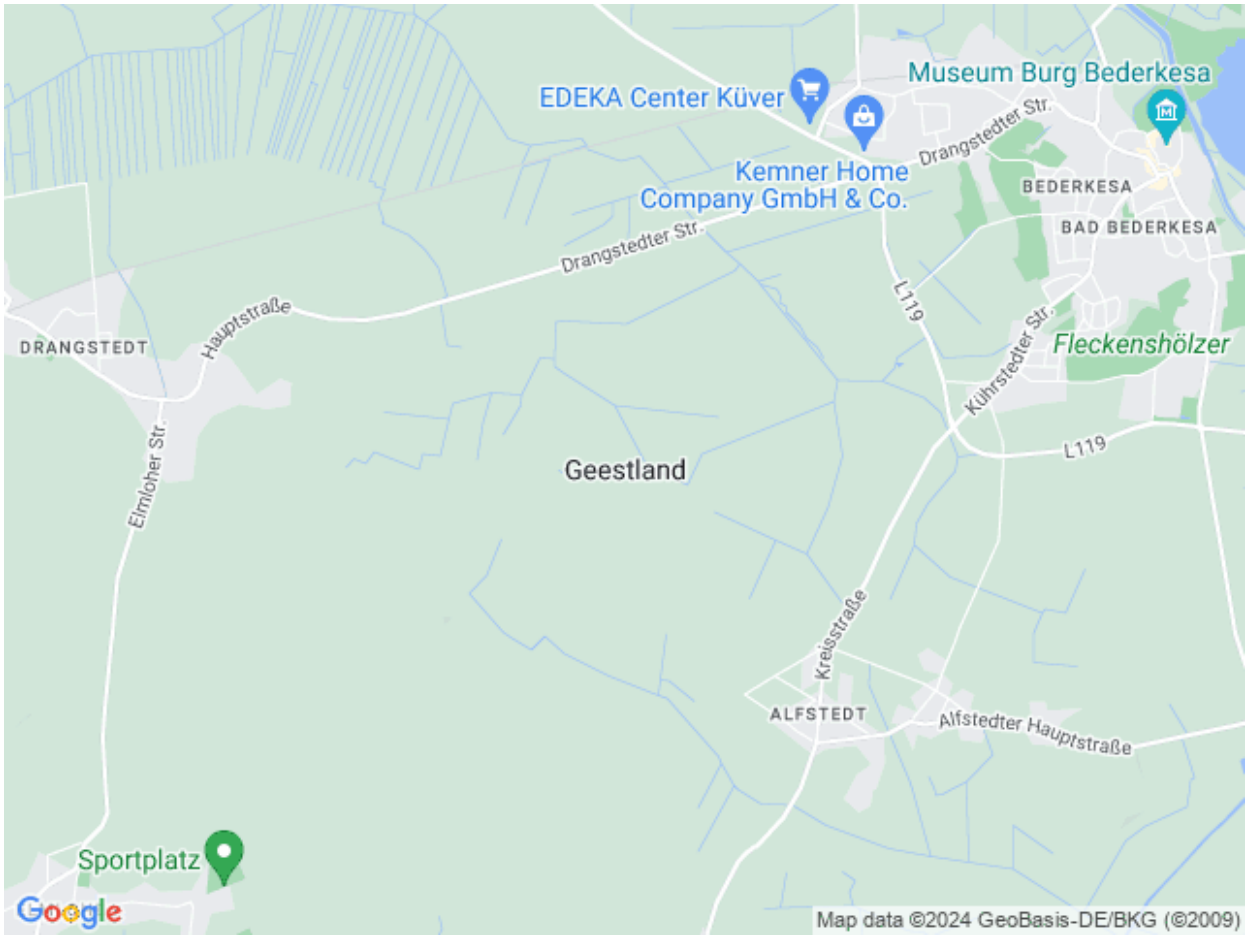 Museum Burg Bederkesa
EDEKA Center Küver
Drangstedter Str.
Kemner Home
Company GmbH & Co.
BEDERKESA
BAD BEDERKESA
Drangstedter Str.
L119
Hauptstraße
DRANGSTEDT
Fleckenshölzer
Kührstedter Str.
L119
Geestland
Elmloher Str.
Kreisstraße
ALFSTEDT
Alfstedter Hauptstraße
Sportplatz
Google
Map data ©2024 GeoBasis-DE/BKG (©2009)